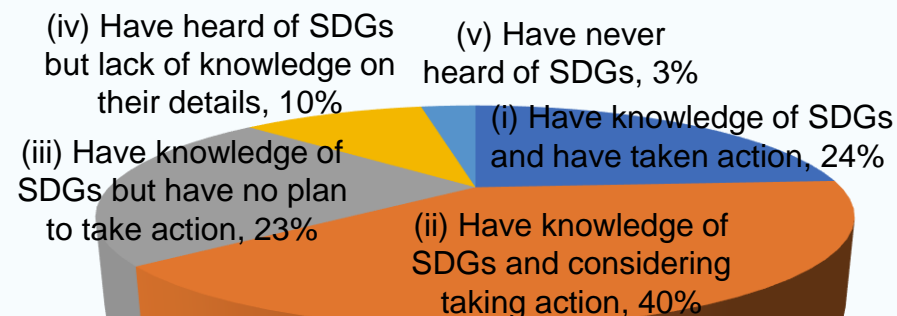 (iv) Have heard of SDGs
but lack of knowledge on
their details, 10%
(v) Have never
heard of SDGs, 3%
(i) Have knowledge of SDGs
and have taken action, 24%
(iii) Have knowledge of
SDGs but have no plan
to take action, 23%
(ii) Have knowledge of
SDGs and considering
taking action, 40%